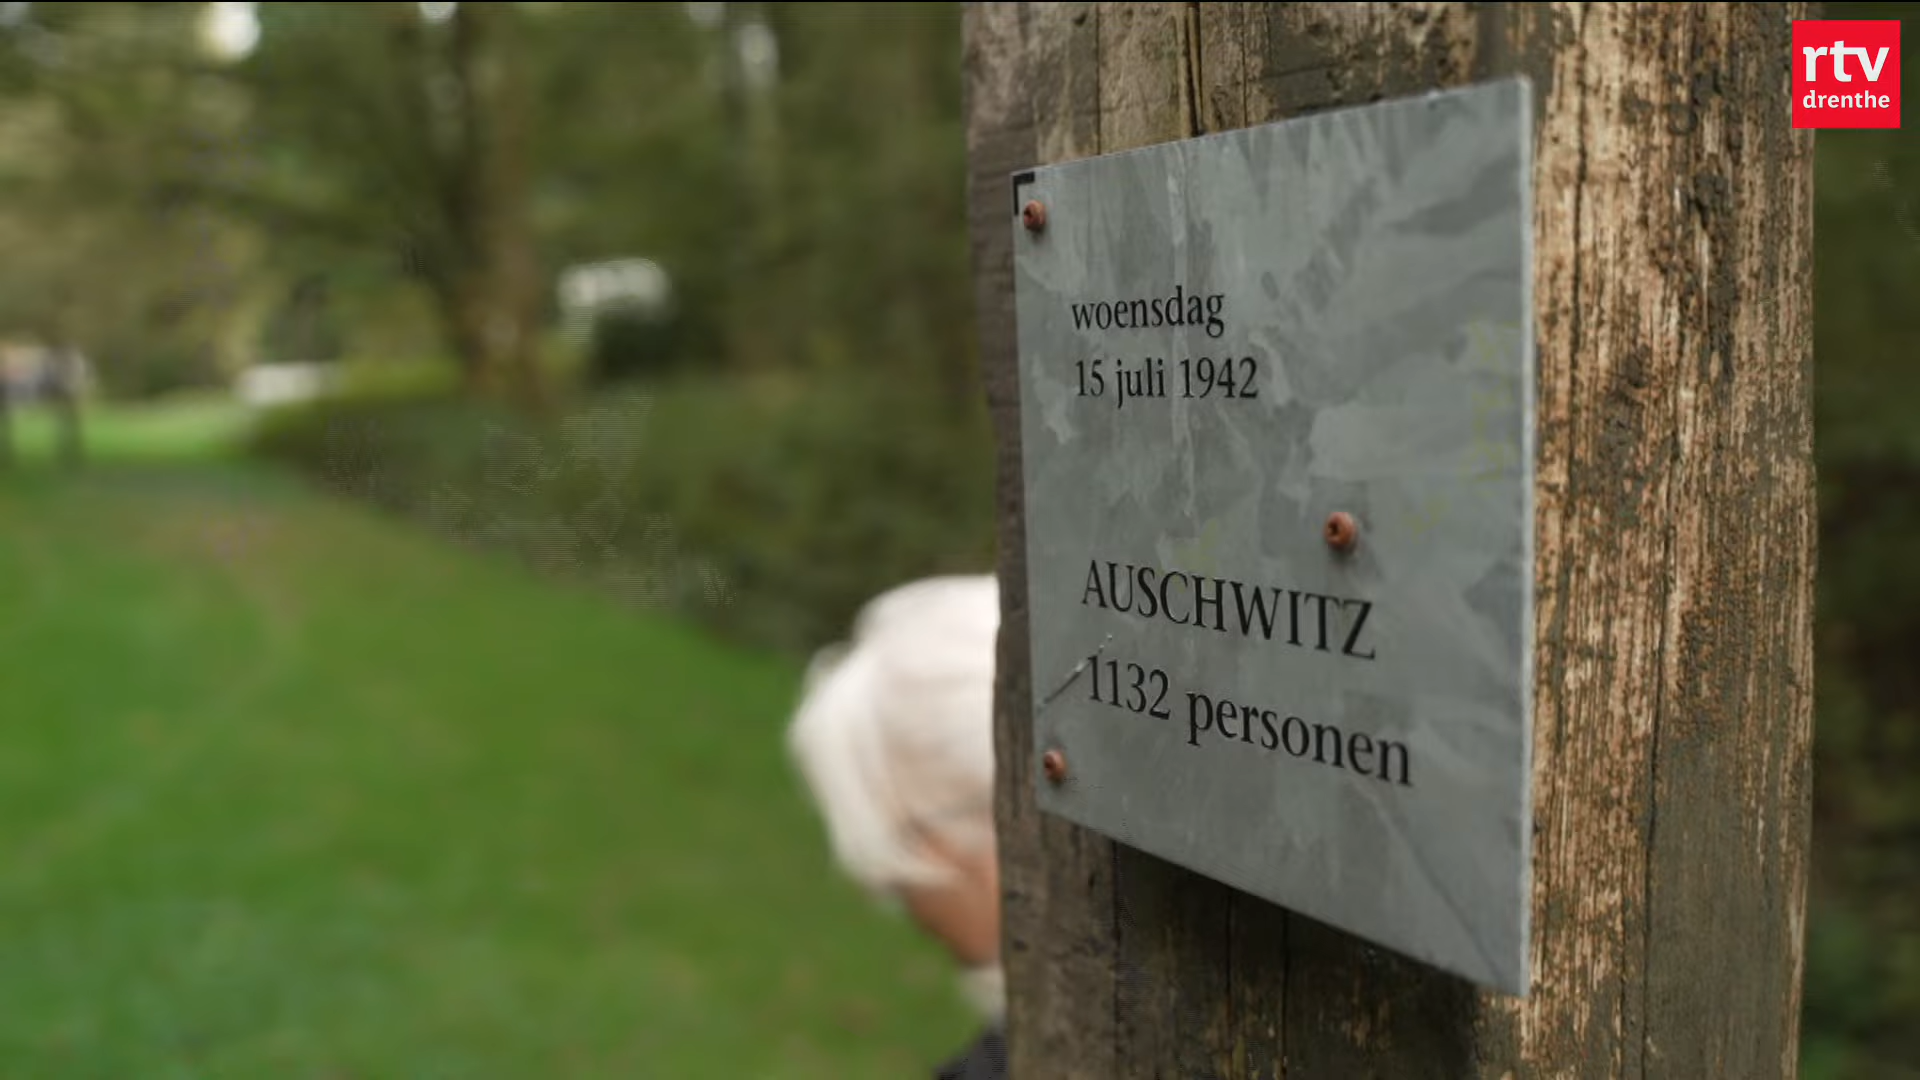 rtv
drenthe
woensdag
15 juli 1942
AUSCHWITZ
1132 personen